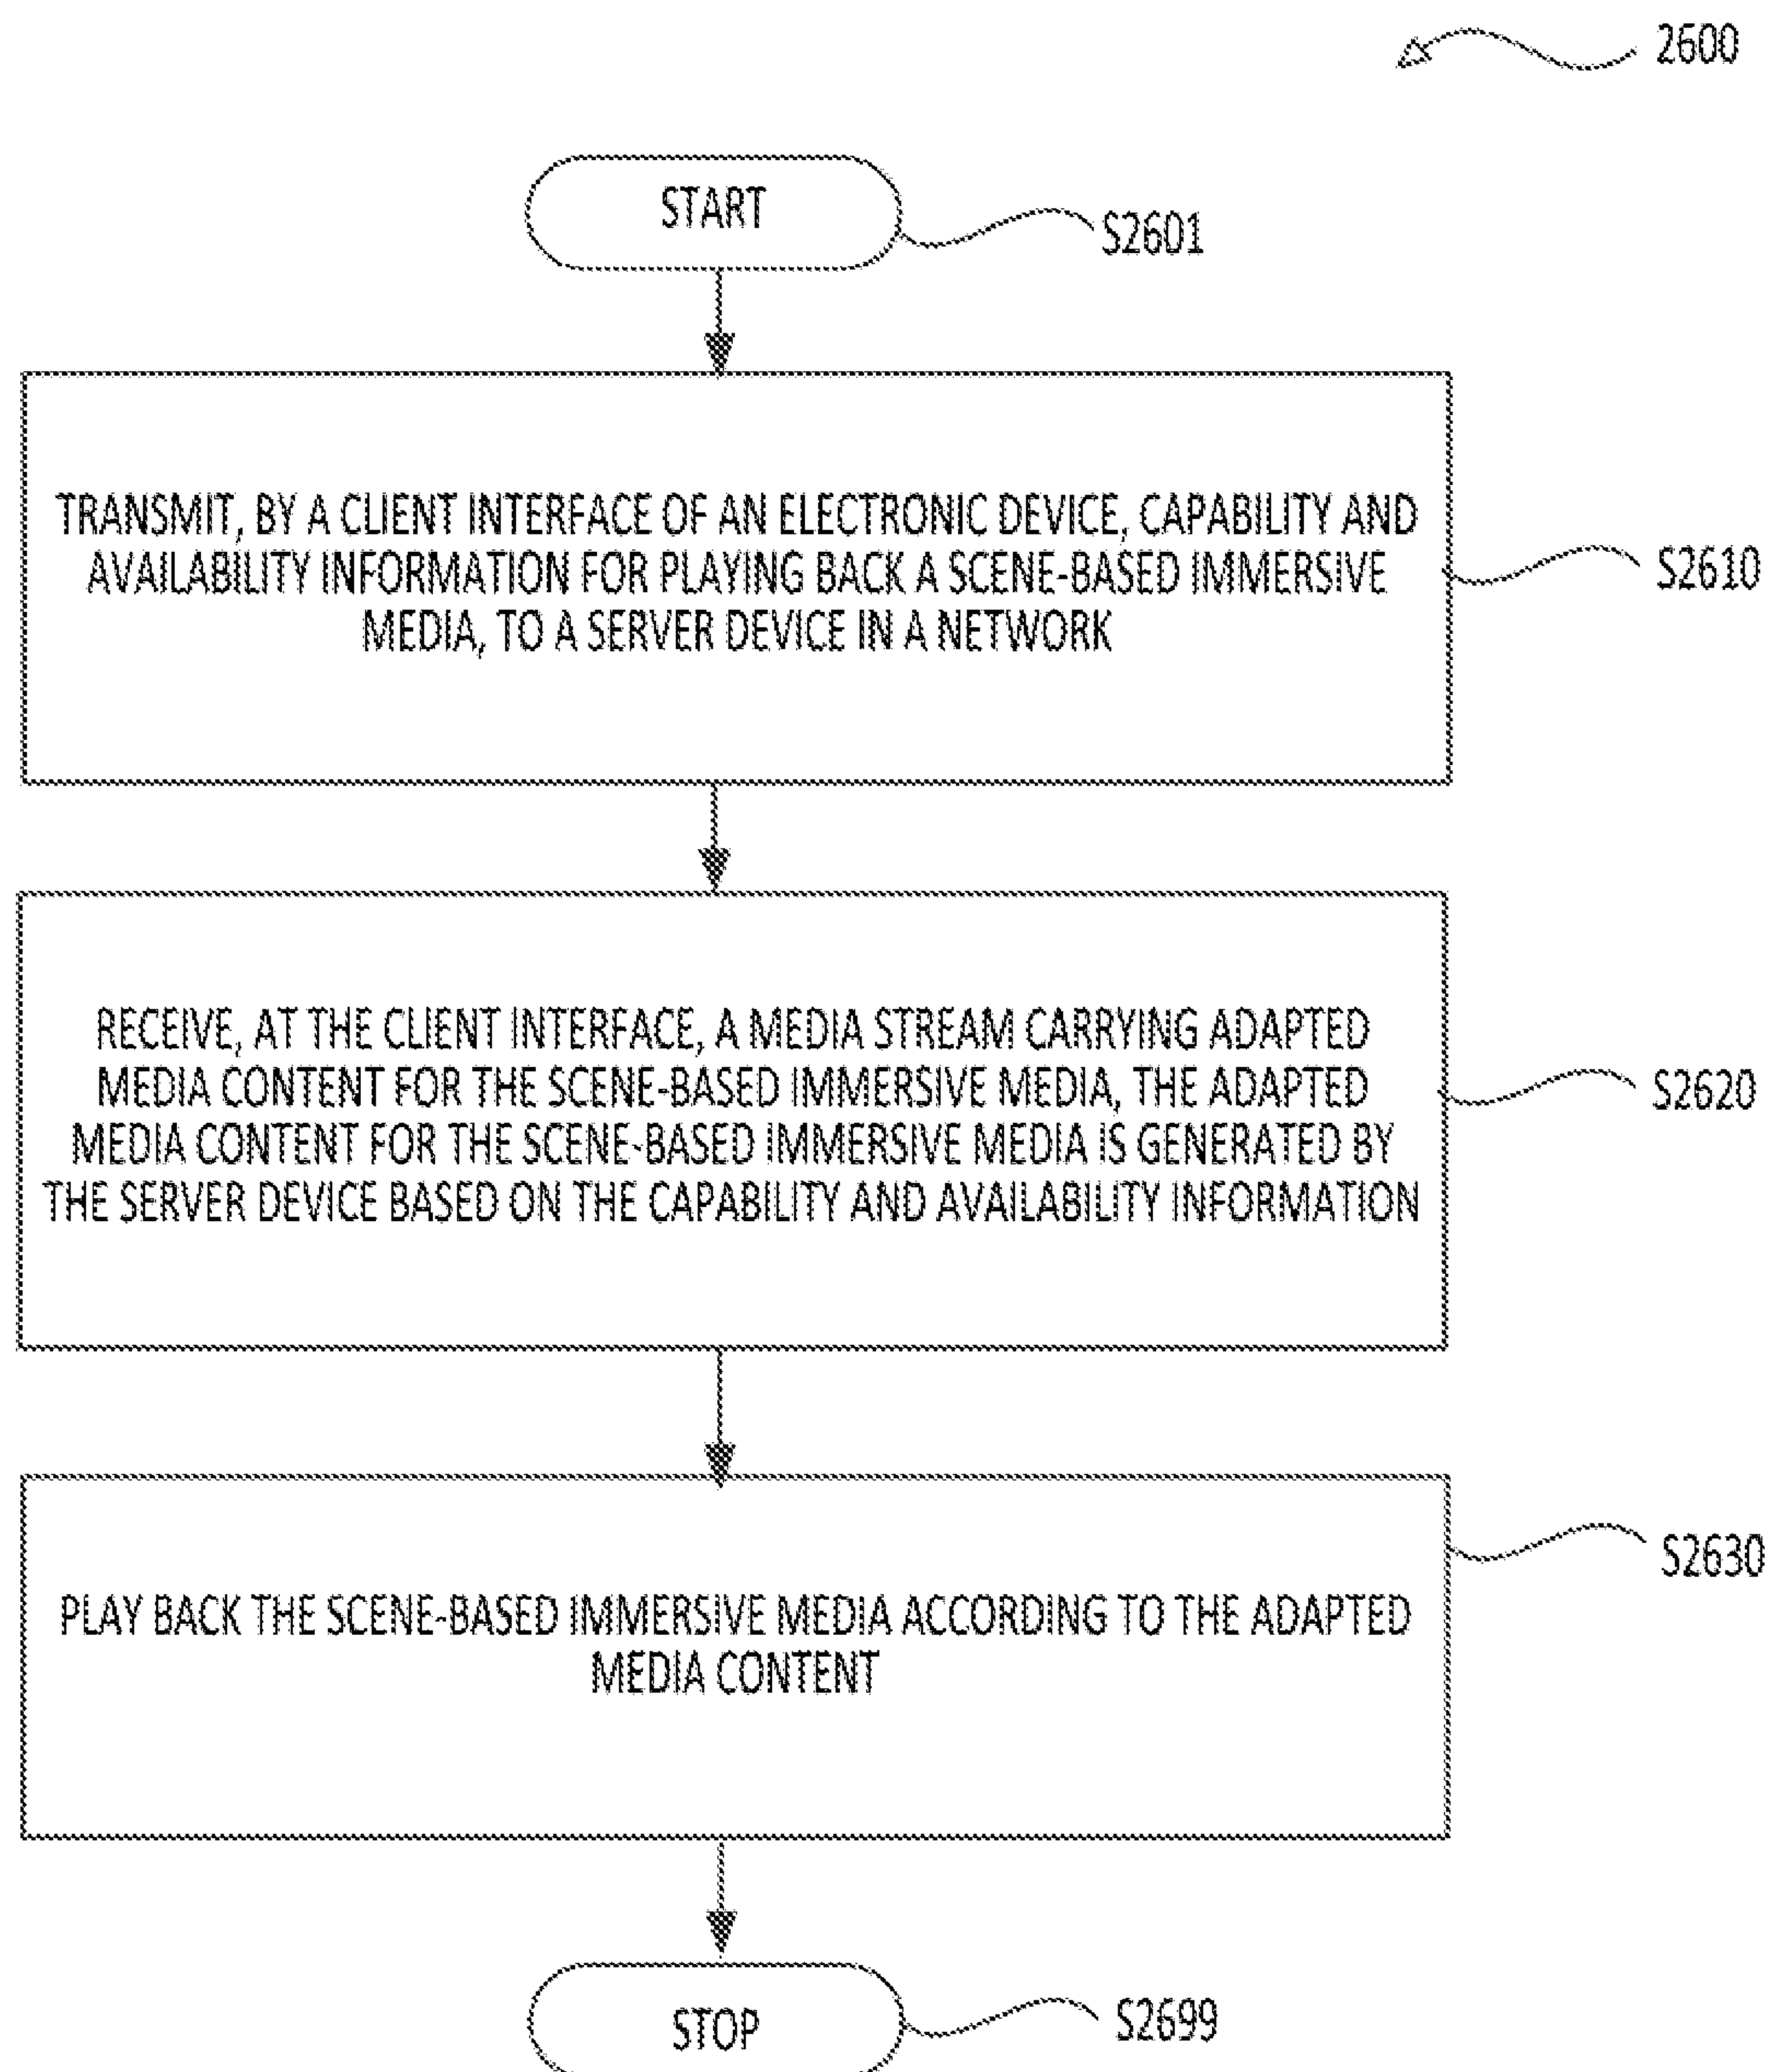 2600
START
S2601
TRANSMIT, BY A CLIENT INTERFACE OF AN ELECTRONIC DEVICE, CAPABILITY AND
AVAILABILITY INFORMATION FOR PLAYING BACK A SCENE-BASED IMMERSIVE
MEDIA, TO A SERVER DEVICE IN A NETWORK
S2610
RECEIVE, AT THE CLIENT INTERFACE, A MEDIA STREAM CARRYING ADAPTED
MEDIA CONTENT FOR THE SCENE-BASED IMMERSIVE MEDIA, THE ADAPTED
MEDIA CONTENT FOR THE SCENE-BASED IMMERSIVE MEDIA IS GENERATED BY
THE SERVER DEVICE BASED ON THE CAPABILITY AND AVAILABILITY INFORMATION
S2620
PLAY BACK THE SCENE-BASED IMMERSIVE MEDIA ACCORDING TO THE ADAPTED
MEDIA CONTENT
S2630
STOP
S2699